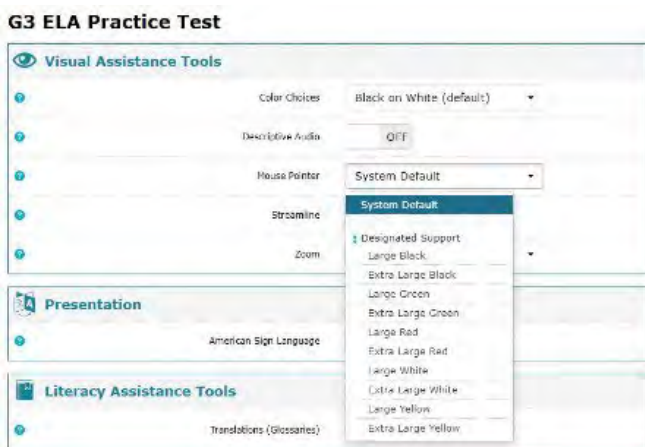 G3 ELA Practice Test
Visual Assistance Tools
Color Choices Black on White (default)
Descriptive Audio OFF
Mouse Pointer System Default
System Default
Streamline
Designated Support
Large Black
Zoom
Extra Large Black
Large Green
Presentation
Extra Large Green
Large Red
American Sign Language
Extra Large Red
Large White
Literacy Assistance Tools
Extra Large White
Large Yellow
Translations (Glossaries)
Extra Large Yellow